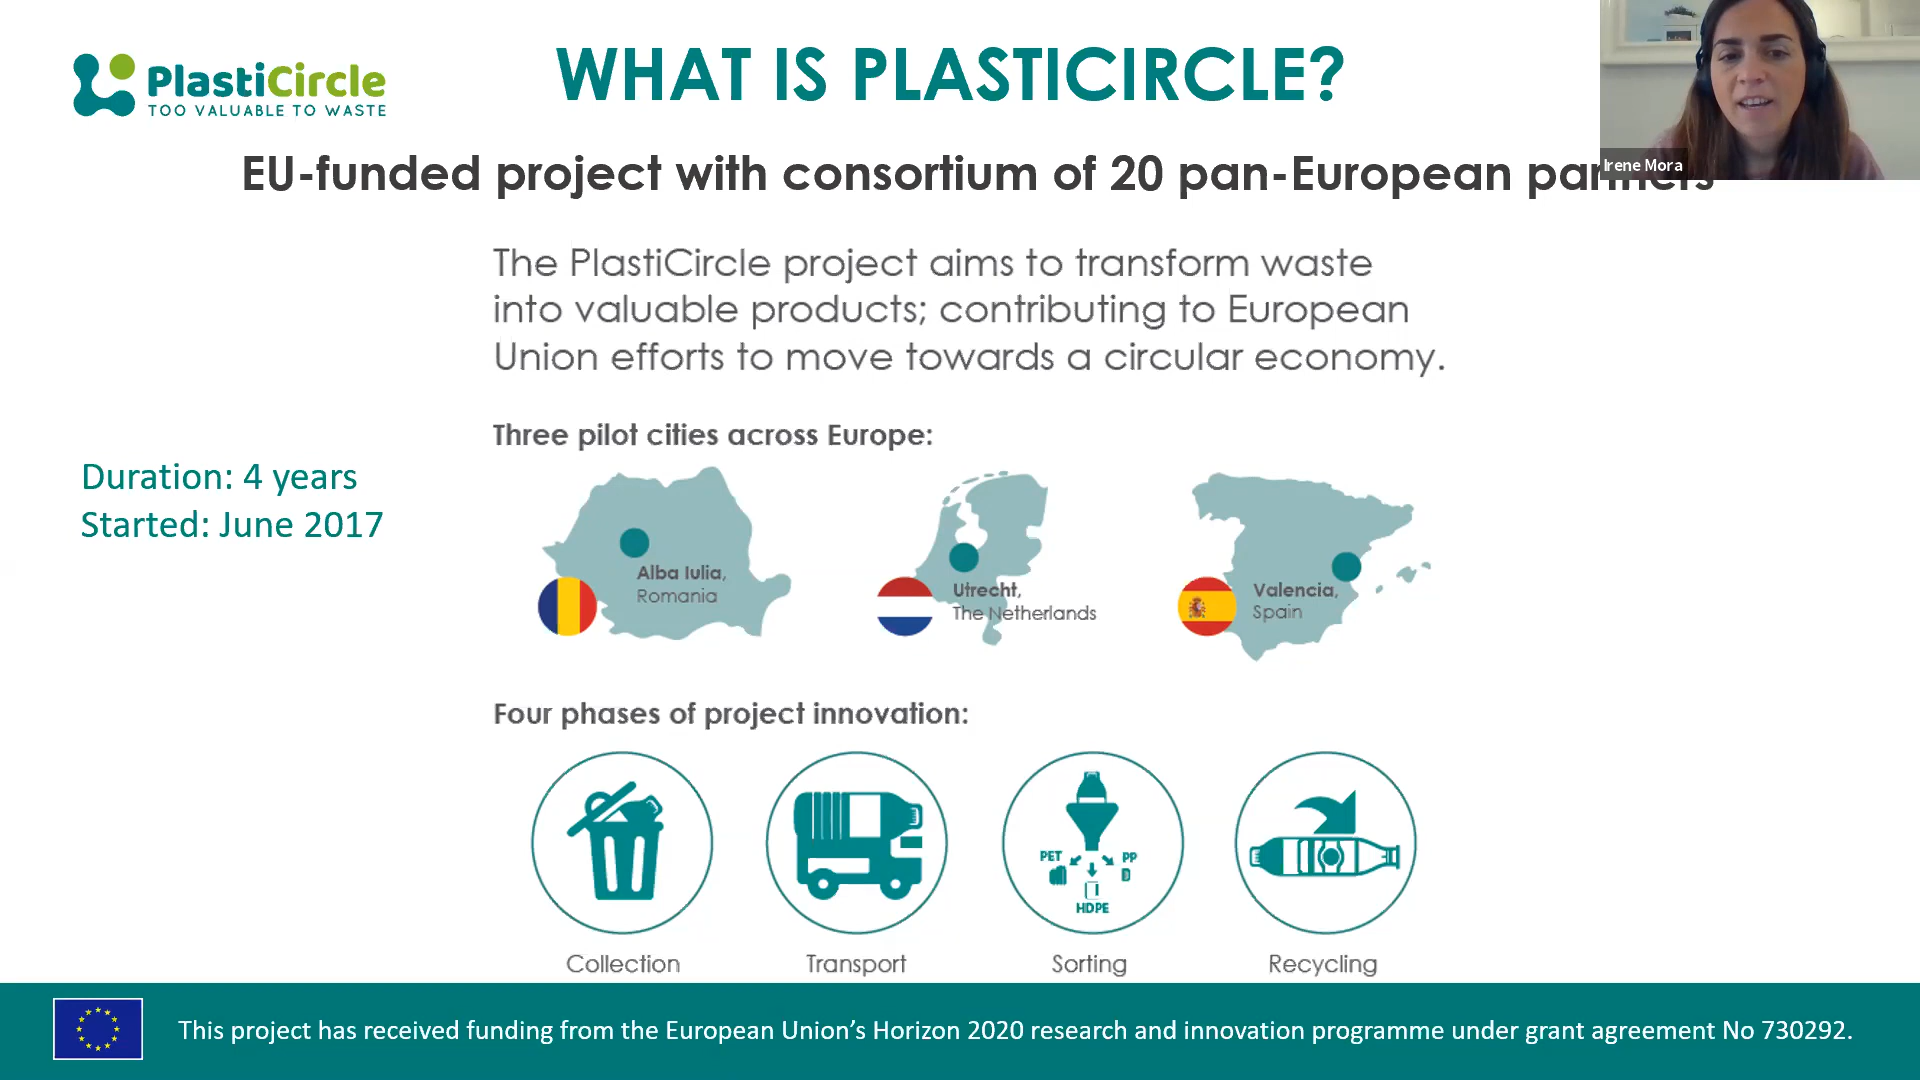 PlastiCircle
TOO VALUABLE TO WASTE
WHAT IS PLASTICIRCLE?
Irene Mora
EU-funded project with consortium of 20 pan-European partners
The PlastiCircle project aims to transform waste
into valuable products; contributing to European
Union efforts to move towards a circular economy.
Three pilot cities across Europe:
Duration: 4 years
Started: June 2017
Alba Iulia,
Romania
Utrecht,
The Netherlands
Valencia,
Spain
Four phases of project innovation:
PET
PP
HDPE
Collection
Transport
Sorting
Recycling
This project has received funding from the European Union’s Horizon 2020 research and innovation programme under grant agreement No 730292.